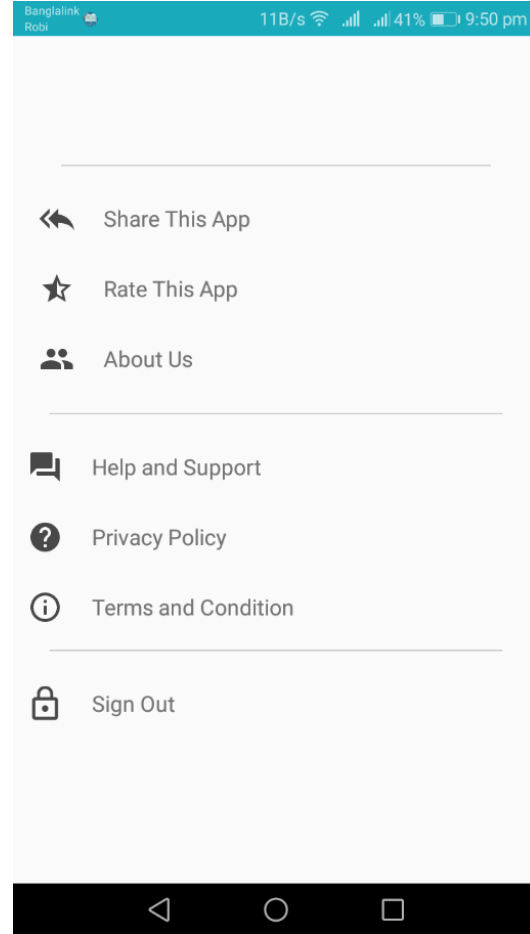 Banglalink
Robi
11B/s 41% 9:50 pm
Share This App
Rate This App
About Us
Help and Support
Privacy Policy
Terms and Condition
Sign Out